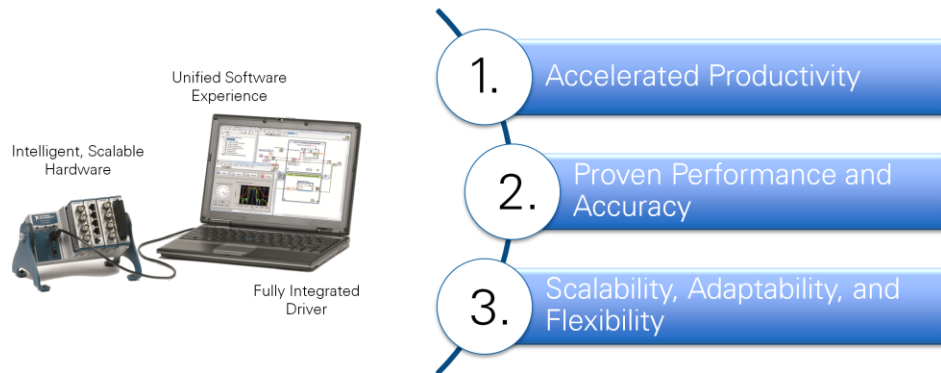 Unified Software
Experience
Intelligent, Scalable
Hardware
Fully Integrated
Driver
1.
Accelerated Productivity
2.
Proven Performance and
Accuracy
3.
Scalability, Adaptability, and
Flexibility